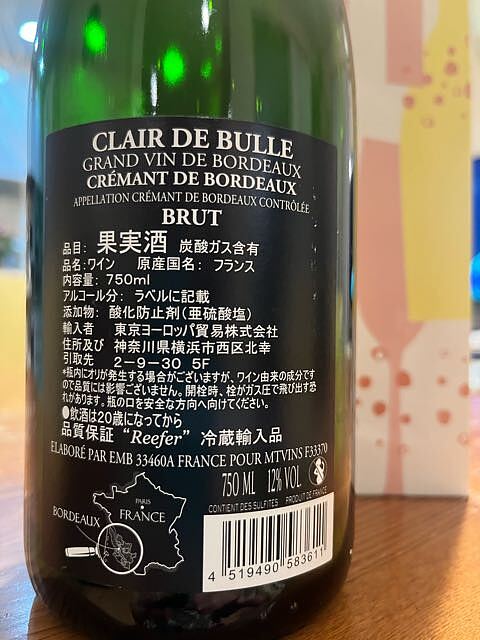 CLAIR DE BULLE
GRAND VIN DE BORDEAUX
CRÉMANT DE BORDEAUX
APPELLATION CRÉMANT DE BORDEAUX CONTRÔLÉE
BRUT
品目: 果実酒 炭酸ガス含有
品名:ワイン 原産国名: フランス
内容量: 750ml
アルコール分: ラベルに記載
添加物: 酸化防止剤(亜硫酸塩)
輸入者 東京ヨーロッパ貿易株式会社
住所及び 神奈川県横浜市西区北幸
引取先 2-9-30 5F
*瓶内にオリが発生する場合がございますが、ワイン由来の成分です
ので品質には影響ございません。開栓時、栓がガス圧で飛び出す恐
れがあります。瓶の口を安全な方向へ向けてください。
●飲酒は20歳になってから
品質保証 "Reefer" 冷蔵輸入品
ELABORÉ PAR EMB 33460A FRANCE POUR MTVINS F33370
750 ML 12% VOL
CONTIENT DES SULFITES PRODUIT DE FRANCE
PARIS
FRANCE
BORDEAUX
4 519490 583611